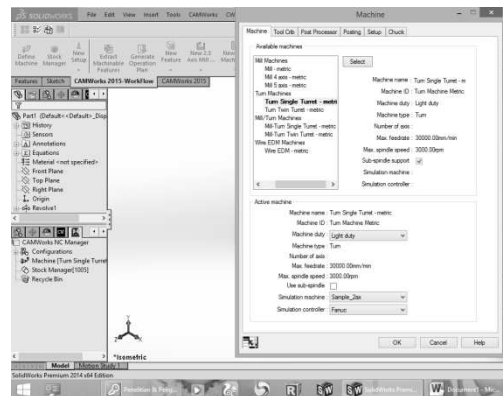 SOLIDWORKS File Edit View Insert Tools CAMWorks CW
Machine
Define Machine
Stock Manager
New Setup
Extract Machinable Features
Generate Operation Plan
New Feature
New 2.5 Axis Mill ...
Features Sketch CAMWorks 2015-Workflow CAMWorks 2015
Part1 (Default<<Default>_Disp
History
Sensors
Annotations
Equations
Material <not specified>
Front Plane
Top Plane
Right Plane
Origin
Revolve1
CAMWorks NC Manager
Configurations
Machine [Turn Single Turret
Stock Manager[1005]
Recycle Bin
*Isometric
Model Motion Study 1
SolidWorks Premium 2014 x64 Edition
Machine Tool Crib Post Processor Posting Setup Chuck
Available machines
Mill Machines
Mill - metric
Mill 4 axis - metric
Mill 5 axis - metric
Turn Machines
Turn Single Turret - metri
Turn Twin Turret - metric
Mill/Turn Machines
Mill-Turn Single Turret - metric
Mill-Turn Twin Turret - metric
Wire EDM Machines
Wire EDM - metric
Select
Machine name : Turn Single Turret - m
Machine ID : Turn Machine Metric
Machine duty : Light duty
Machine type : Turn
Number of axis :
Max. feedrate : 30000.00mm/min
Max. spindle speed : 3000.00rpm
Sub-spindle support
Simulation machine :
Simulation controller :
Active machine
Machine name : Turn Single Turret - metric
Machine ID : Turn Machine Metric
Machine duty Light duty
Machine type : Turn
Number of axis :
Max. feedrate : 30000.00mm/min
Max. spindle speed : 3000.00rpm
Use sub-spindle
Simulation machine Sample_2ax
Simulation controller Fanuc
OK Cancel Help